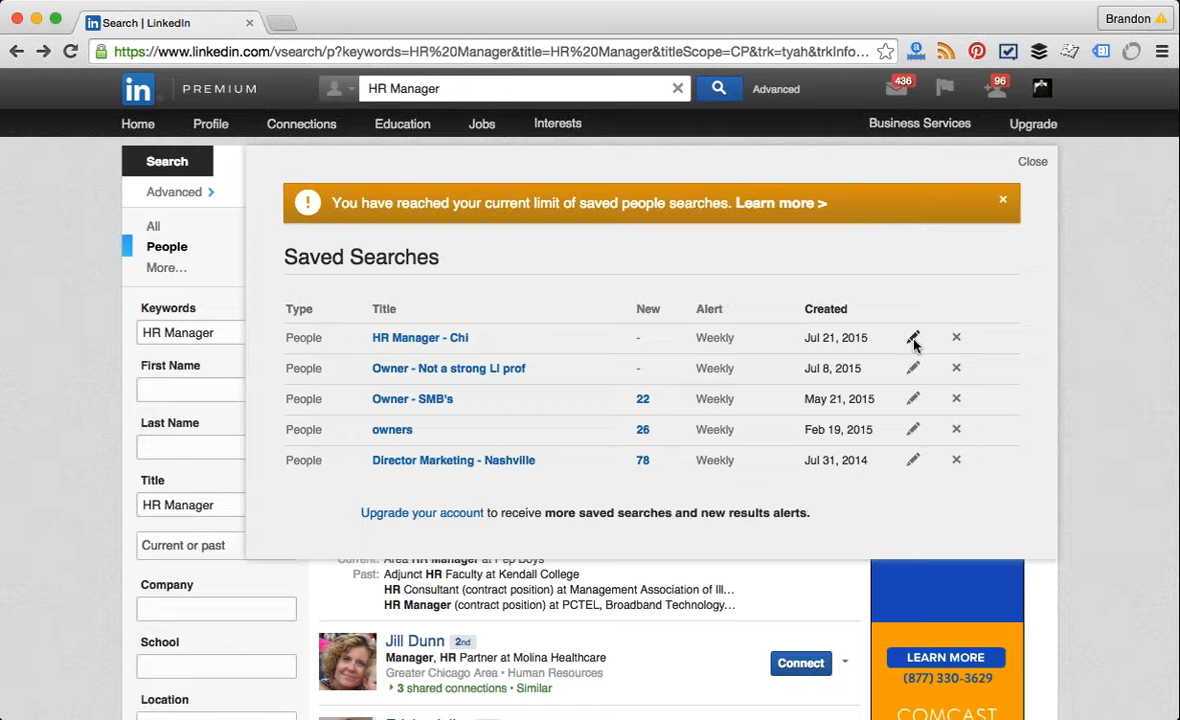 Search | LinkedIn
Brandon
https://www.linkedin.com/vsearch/p?keywords=HR%20Manager&title=HR%20Manager&titleScope=CP&trk=tyah&trkInfo...
in PREMIUM HR Manager Advanced 436 96
Home Profile Connections Education Jobs Interests Business Services Upgrade
Search
Close
Advanced
You have reached your current limit of saved people searches. Learn more >
All
People
More...
Saved Searches
Type Title New Alert Created
People HR Manager - Chi - Weekly Jul 21, 2015
People Owner - Not a strong LI prof - Weekly Jul 8, 2015
People Owner - SMB's 22 Weekly May 21, 2015
People owners 26 Weekly Feb 19, 2015
People Director Marketing - Nashville 78 Weekly Jul 31, 2014
Upgrade your account to receive more saved searches and new results alerts.
Keywords
HR Manager
First Name
Last Name
Title
HR Manager
Current or past
Company
School
Location
Current: Area HR Manager at Pep Boys
Past: Adjunct HR Faculty at Kendall College
HR Consultant (contract position) at Management Association of Ill...
HR Manager (contract position) at PCTEL, Broadband Technology...
Jill Dunn 2nd
Manager, HR Partner at Molina Healthcare
Greater Chicago Area • Human Resources
3 shared connections • Similar
Connect
LEARN MORE
(877) 330-3629
COMCAST